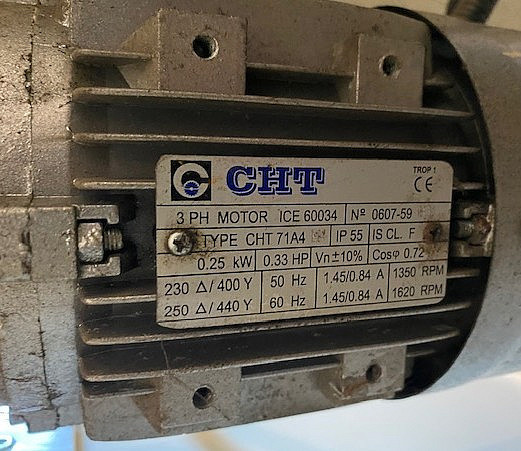 CHT
TROP 1
CE
3 PH MOTOR ICE 60034 Nº 0607-59
TYPE CHT 71A4 IP 55 IS CL. F
0.25 kW 0.33 HP Vn±10% Cosφ 0.72
230 Δ/ 400 Y 50 Hz 1.45/0.84 A 1350 RPM
250 Δ/ 440 Y 60 Hz 1.45/0.84 A 1620 RPM